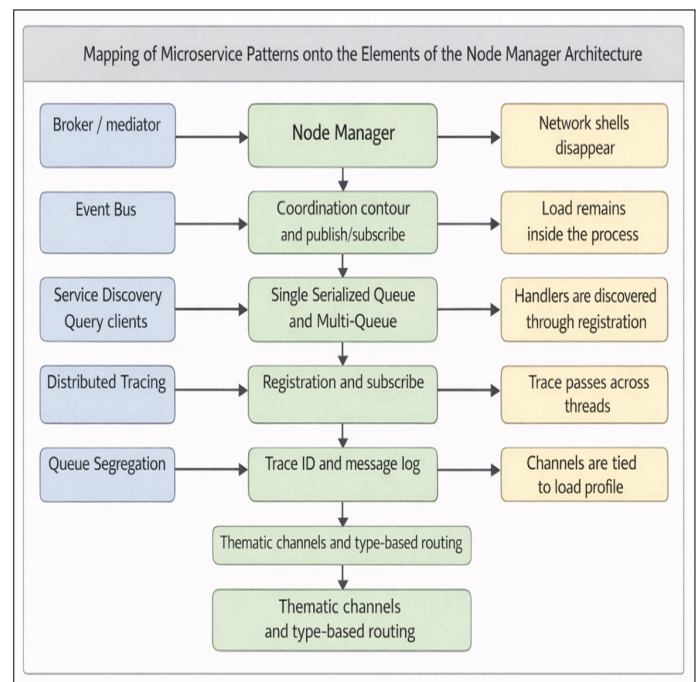 Mapping of Microservice Patterns onto the Elements of the Node Manager Architecture
Broker / mediator
Node Manager
Network shells
disappear
Event Bus
Coordination contour
and publish/subscribe
Load remains
inside the process
Service Discovery
Query clients
Single Serialized Queue
and Multi-Queue
Handlers are discovered
through registration
Distributed Tracing
Registration and subscribe
Trace passes across
threads
Queue Segregation
Trace ID and message log
Channels are tied
to load profile
Thematic channels and type-based routing
Thematic channels
and type-based routing